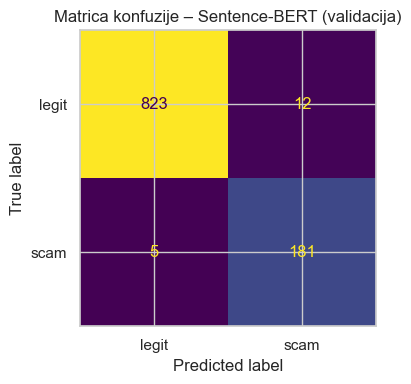 Matrica konfuzije – Sentence-BERT (validacija)
True label
legit
823
12
scam
5
181
legit
scam
Predicted label